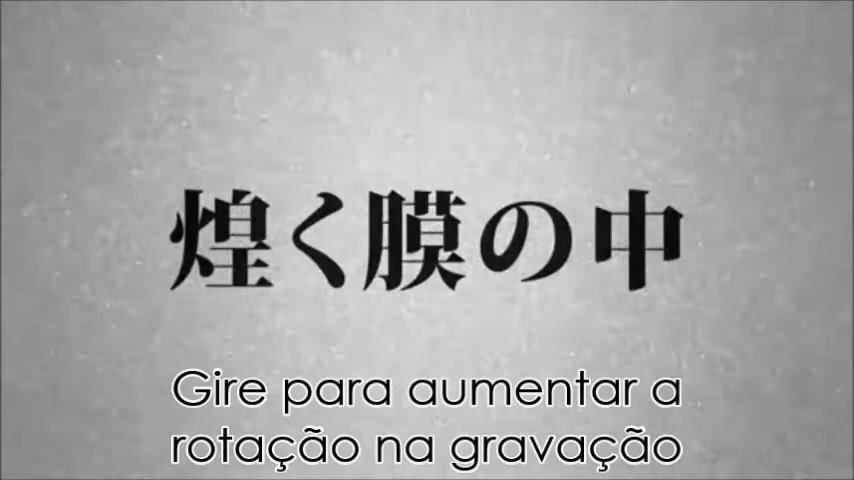 煌く膜の中
Gire para aumentar a
rotação na gravação